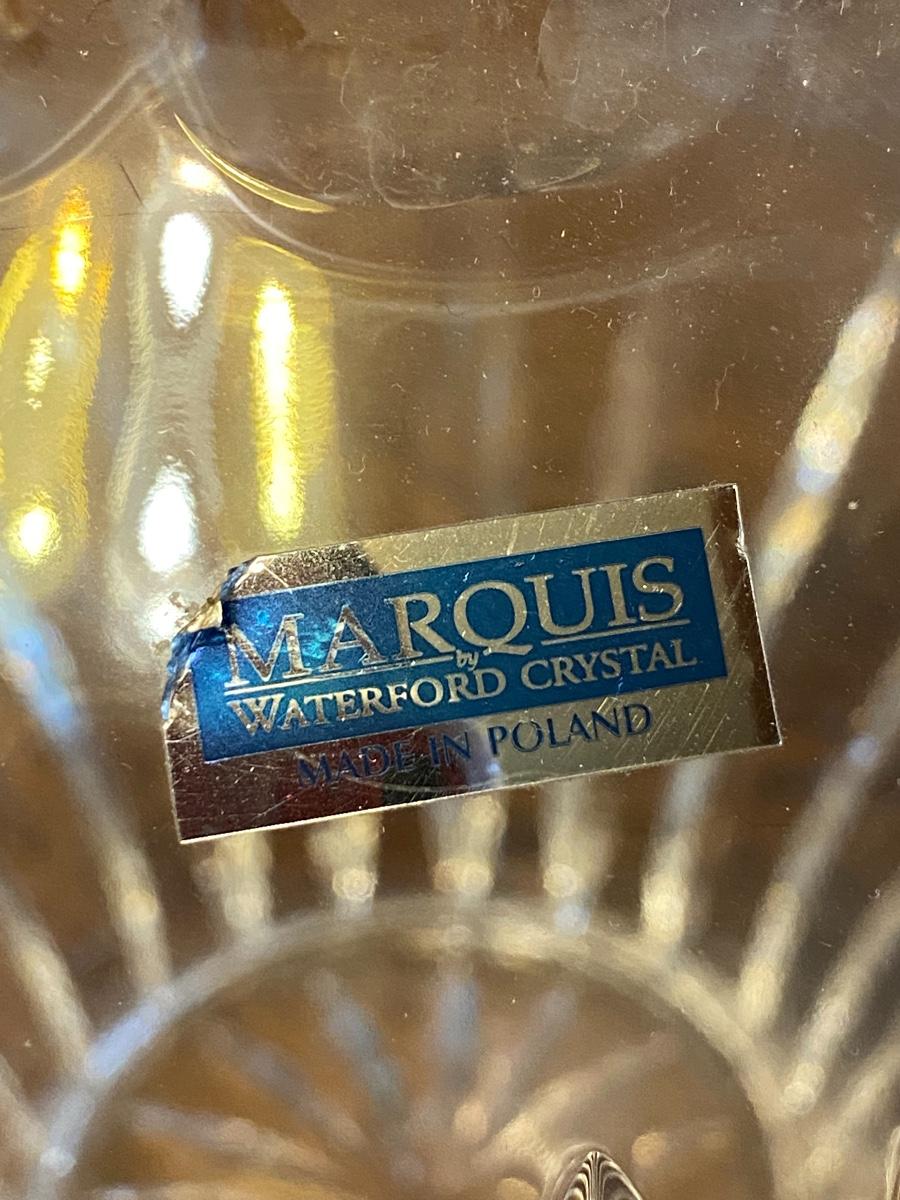 MARQUIS
by
WATERFORD CRYSTAL
MADE IN POLAND